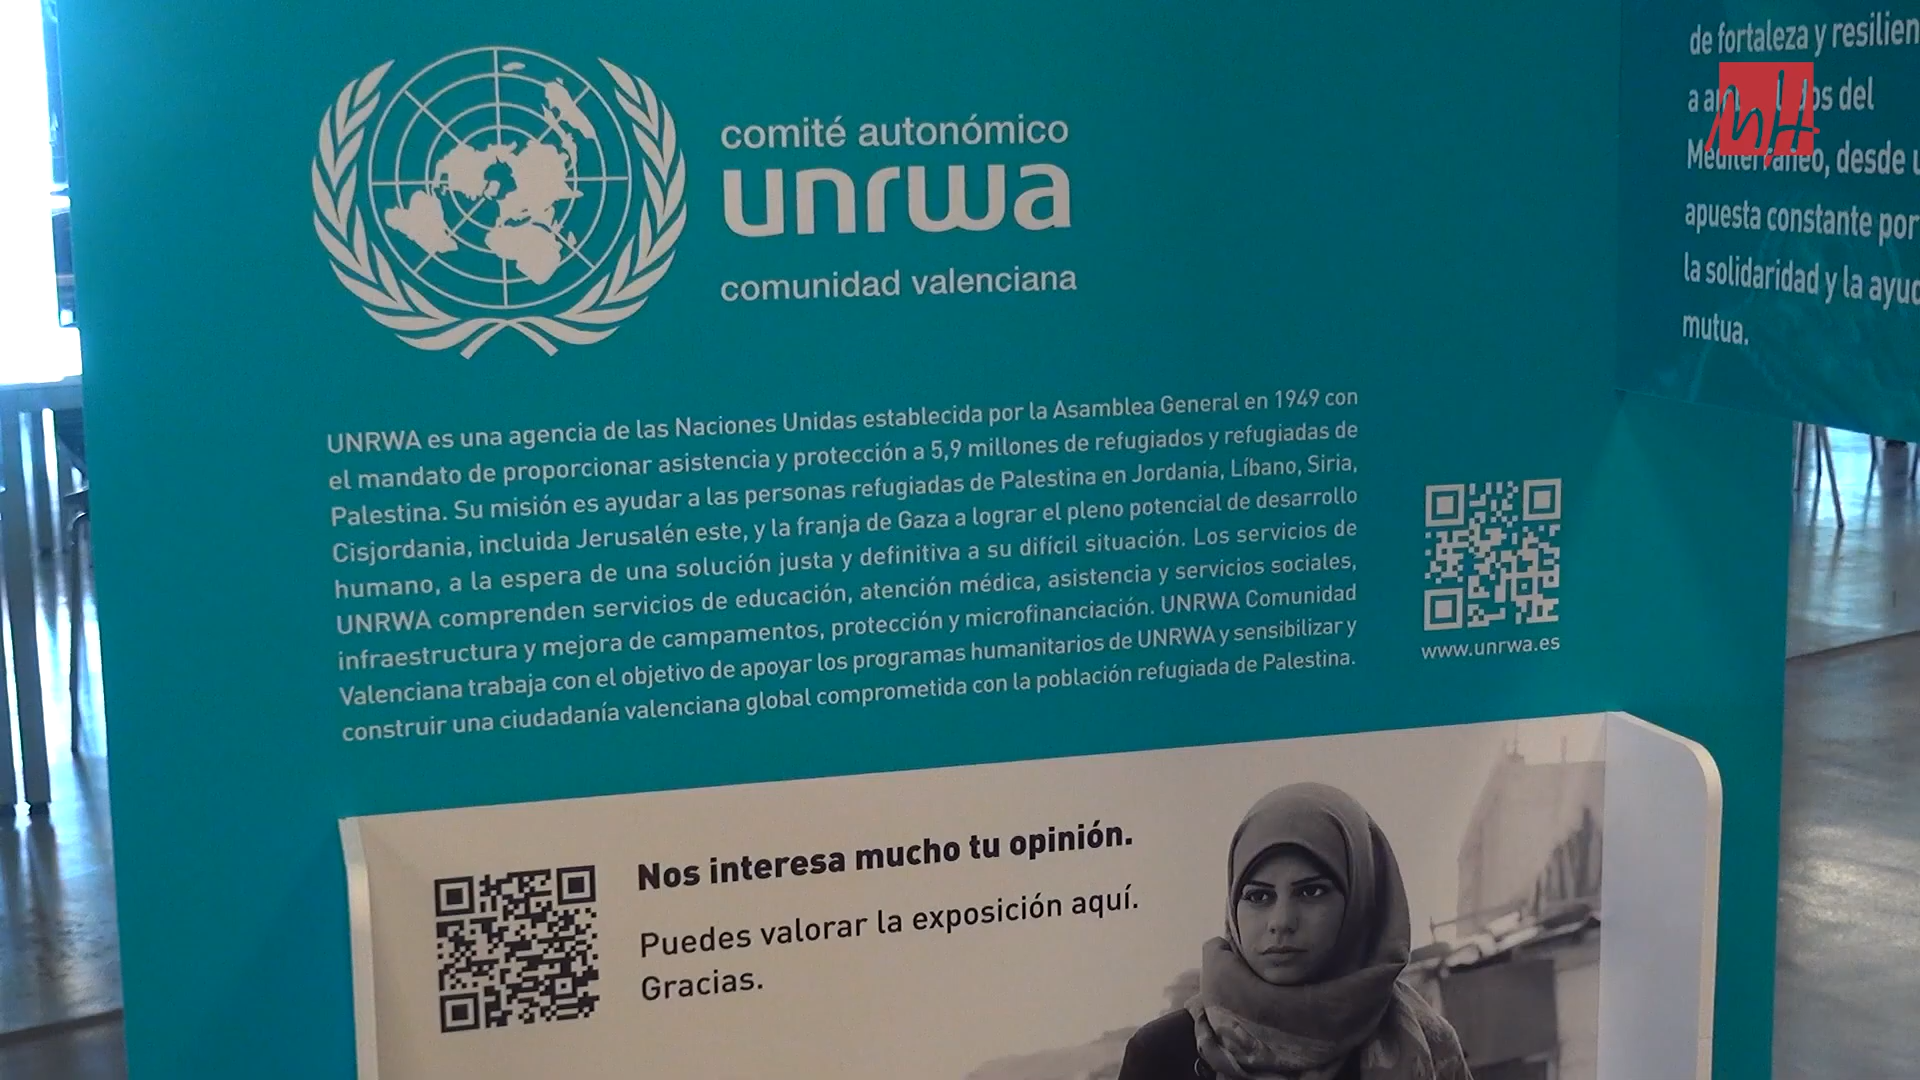 comité autonómico
unrwa
comunidad valenciana
UNRWA es una agencia de las Naciones Unidas establecida por la Asamblea General en 1949 con
el mandato de proporcionar asistencia y protección a 5,9 millones de refugiados y refugiadas de
Palestina. Su misión es ayudar a las personas refugiadas de Palestina en Jordania, Líbano, Siria,
Cisjordania, incluida Jerusalén este, y la franja de Gaza a lograr el pleno potencial de desarrollo
humano, a la espera de una solución justa y definitiva a su difícil situación. Los servicios de
UNRWA comprenden servicios de educación, atención médica, asistencia y servicios sociales,
infraestructura y mejora de campamentos, protección y microfinanciación. UNRWA Comunidad
Valenciana trabaja con el objetivo de apoyar los programas humanitarios de UNRWA y sensibilizar y
construir una ciudadanía valenciana global comprometida con la población refugiada de Palestina.
www.unrwa.es
Nos interesa mucho tu opinión.
Puedes valorar la exposición aquí.
Gracias.
de fortaleza y resilien
a del
Mediterráneo, desde
apuesta constante por
la solidaridad y la ayud
mutua.